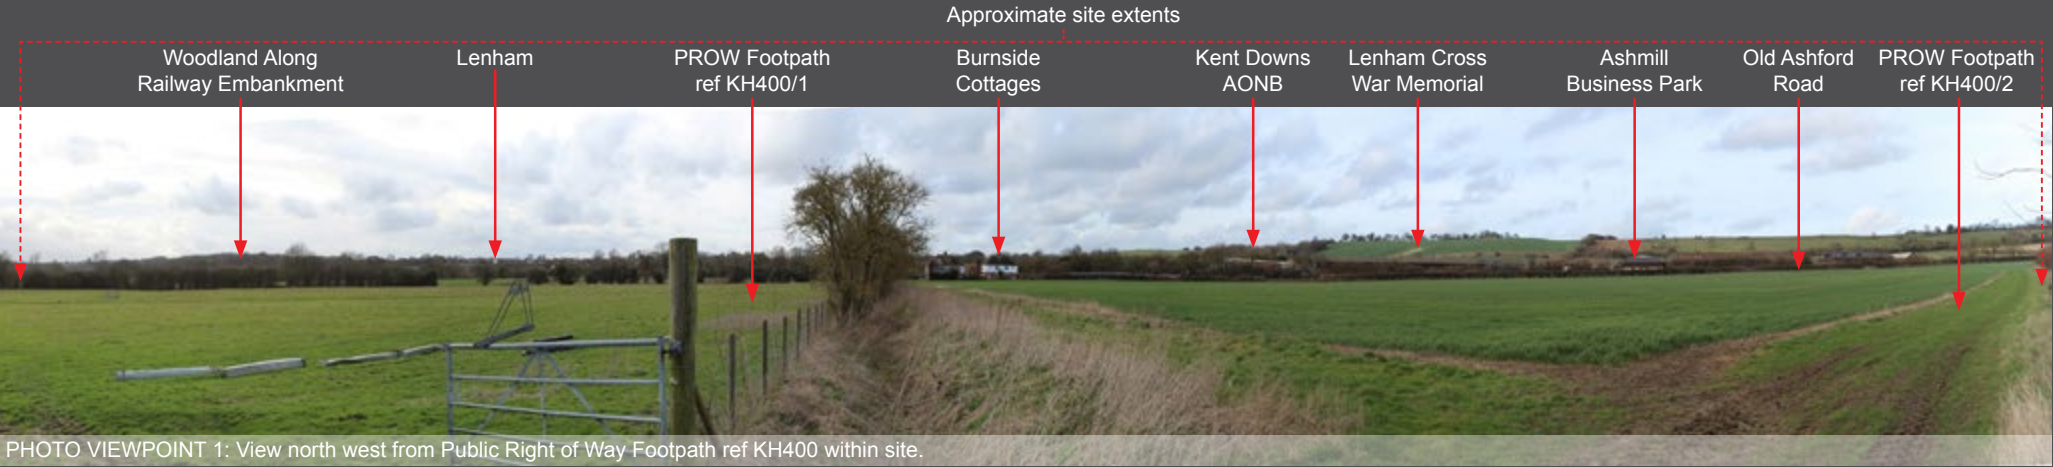 Approximate site extents
Woodland Along
Railway Embankment
Lenham
PROW Footpath
ref KH400/1
Burnside
Cottages
Kent Downs
AONB
Lenham Cross
War Memorial
Ashmill
Business Park
Old Ashford
Road
PROW Footpath
ref KH400/2
PHOTO VIEWPOINT 1: View north west from Public Right of Way Footpath ref KH400 within site.